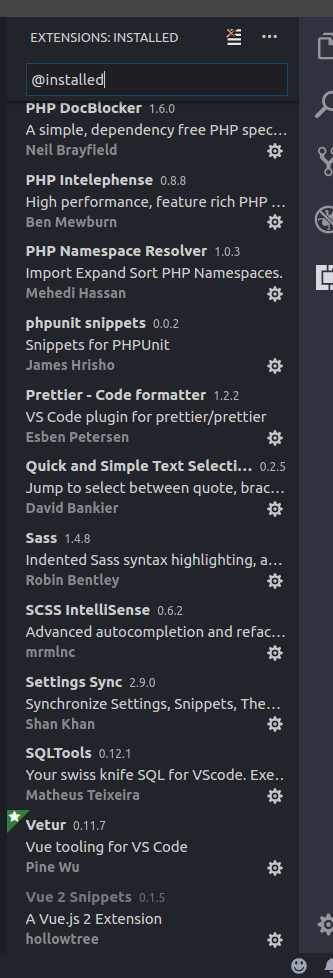 EXTENSIONS: INSTALLED
@installed
PHP DocBlocker 1.6.0
A simple, dependency free PHP spec...
Neil Brayfield
PHP Intelephense 0.8.8
High performance, feature rich PHP ...
Ben Mewburn
PHP Namespace Resolver 1.0.3
Import Expand Sort PHP Namespaces.
Mehedi Hassan
phpunit snippets 0.0.2
Snippets for PHPUnit
James Hrisho
Prettier - Code formatter 1.2.2
VS Code plugin for prettier/prettier
Esben Petersen
Quick and Simple Text Selecti... 0.2.5
Jump to select between quote, brac...
David Bankier
Sass 1.4.8
Indented Sass syntax highlighting, a...
Robin Bentley
SCSS IntelliSense 0.6.2
Advanced autocompletion and refac...
mrmlnc
Settings Sync 2.9.0
Synchronize Settings, Snippets, The...
Shan Khan
SQLTools 0.12.1
Your swiss knife SQL for VScode. Exe..
Matheus Teixeira
Vetur 0.11.7
Vue tooling for VS Code
Pine Wu
Vue 2 Snippets 0.1.5
A Vue.js 2 Extension
hollowtree